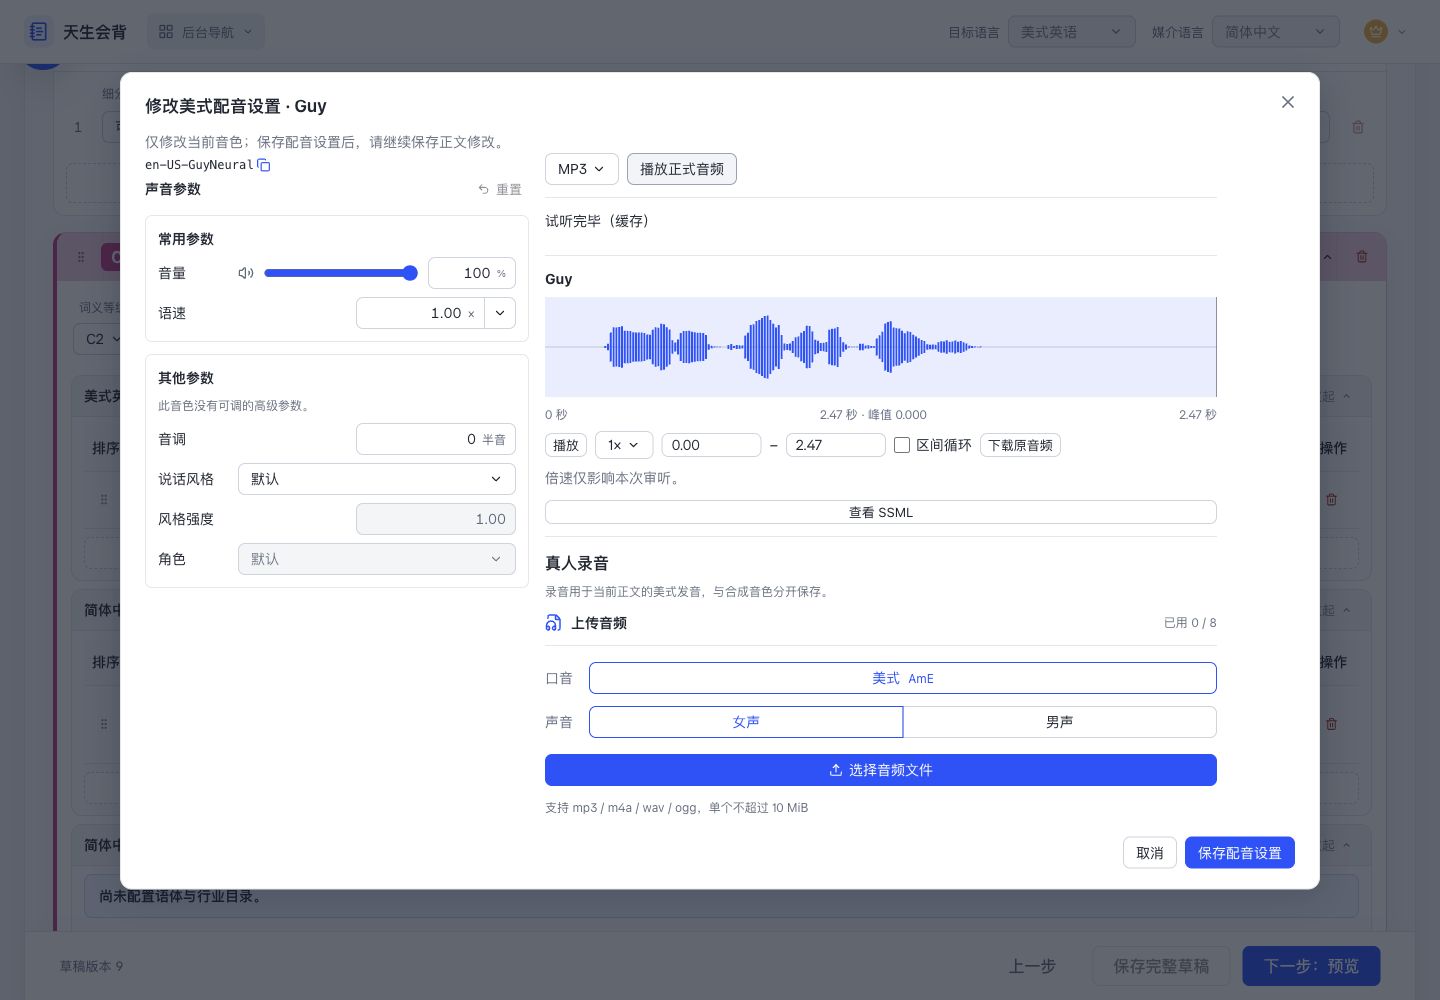 天生会背
后台导航
目标语言
美式英语
媒介语言
简体中文
修改美式配音设置 · Guy
仅修改当前音色；保存配音设置后，请继续保存正文修改。
en-US-GuyNeural
声音参数
重置
常用参数
音量
100 %
语速
1.00 ×
其他参数
此音色没有可调的高级参数。
音调
0 半音
说话风格
默认
风格强度
1.00
角色
默认
MP3
播放正式音频
试听完毕（缓存）
Guy
0 秒
2.47 秒 · 峰值 0.000
2.47 秒
播放
1×
0.00
–
2.47
区间循环
下载原音频
倍速仅影响本次审听。
查看 SSML
真人录音
录音用于当前正文的美式发音，与合成音色分开保存。
上传音频
已用 0 / 8
口音
美式 AmE
声音
女声
男声
选择音频文件
支持 mp3 / m4a / wav / ogg，单个不超过 10 MiB
取消
保存配音设置
1
C2
排序
操作
排序
操作
尚未配置语体与行业目录。
草稿版本 9
上一步
保存完整草稿
下一步：预览